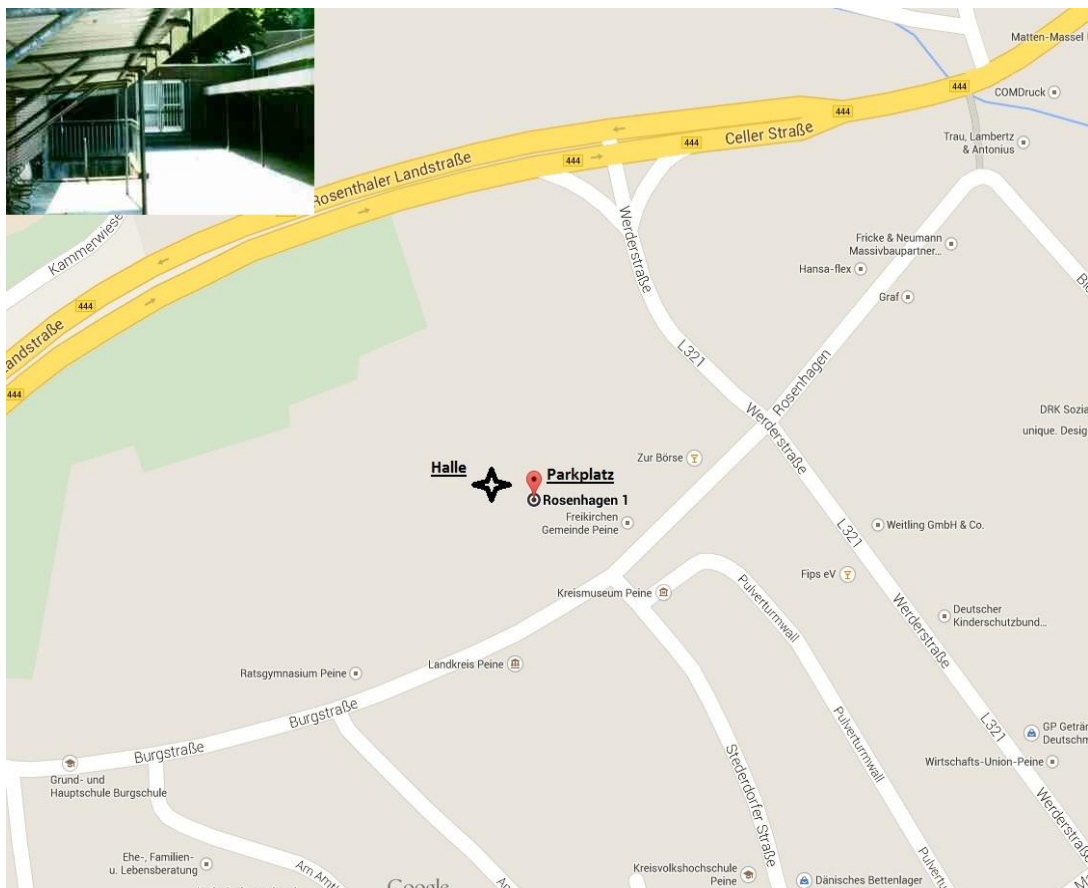 Matten-Massel
COMDruck
444
444
Celler Straße
Trau, Lambertz
& Antonius
444
444
Rosenthaler Landstraße
Werderstraße
Kammerwiese
Fricke & Neumann
Massivbaupartner...
Hansa-flex
Graf
444
Landstraße
444
L321
Rosenhagen
Werderstraße
DRK Sozia
unique. Desig
Zur Börse
Halle
Parkplatz
Rosenhagen 1
Freikirchen
Gemeinde Peine
L321
Weitling GmbH & Co.
Fips eV
Kreismuseum Peine
Pulverturmwall
Werderstraße
Deutscher
Kinderschutzbund...
Landkreis Peine
Ratsgymnasium Peine
Burgstraße
Burgstraße
L321
GP Geträn
Deutschm
Pulverturmwall
Stederdorfer Straße
Wirtschafts-Union-Peine
Grund- und
Hauptschule Burgschule
Werderstraße
Ehe-, Familien-
u. Lebensberatung
Am Amt
Google
Kreisvolkshochschule
Peine
Dänisches Bettenlager
Pulvert